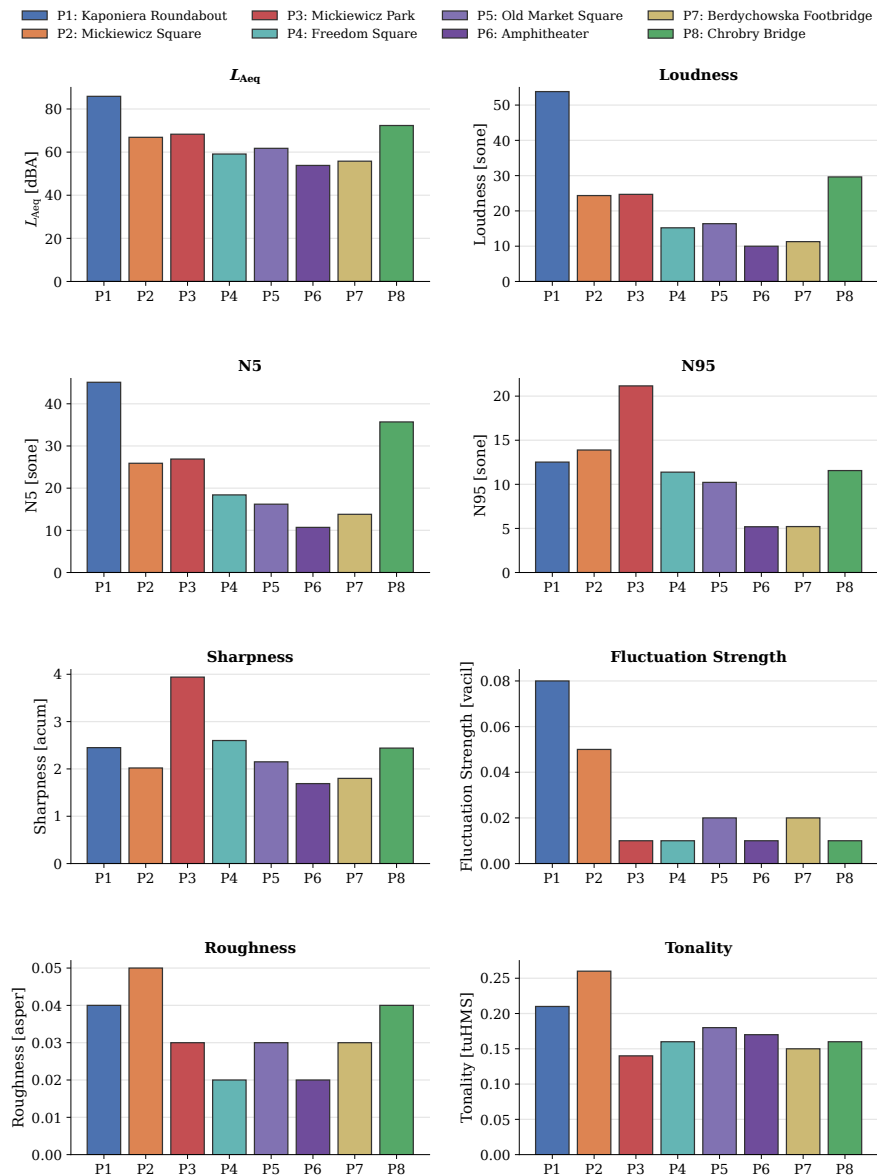 P1: Kaponiera Roundabout P3: Mickiewicz Park P5: Old Market Square P7: Berdychowska Footbridge
P2: Mickiewicz Square P4: Freedom Square P6: Amphitheater P8: Chrobry Bridge
L_Aeq
L_Aeq [dBA]
80
60
40
20
0
P1 P2 P3 P4 P5 P6 P7 P8
Loudness
Loudness [sone]
50
40
30
20
10
0
P1 P2 P3 P4 P5 P6 P7 P8
N5
N5 [sone]
40
30
20
10
0
P1 P2 P3 P4 P5 P6 P7 P8
N95
N95 [sone]
20
15
10
5
0
P1 P2 P3 P4 P5 P6 P7 P8
Sharpness
Sharpness [acum]
4
3
2
1
0
P1 P2 P3 P4 P5 P6 P7 P8
Fluctuation Strength
Fluctuation Strength [vacil]
0.08
0.06
0.04
0.02
0.00
P1 P2 P3 P4 P5 P6 P7 P8
Roughness
Roughness [asper]
0.05
0.04
0.03
0.02
0.01
0.00
P1 P2 P3 P4 P5 P6 P7 P8
Tonality
Tonality [tuHMS]
0.25
0.20
0.15
0.10
0.05
0.00
P1 P2 P3 P4 P5 P6 P7 P8